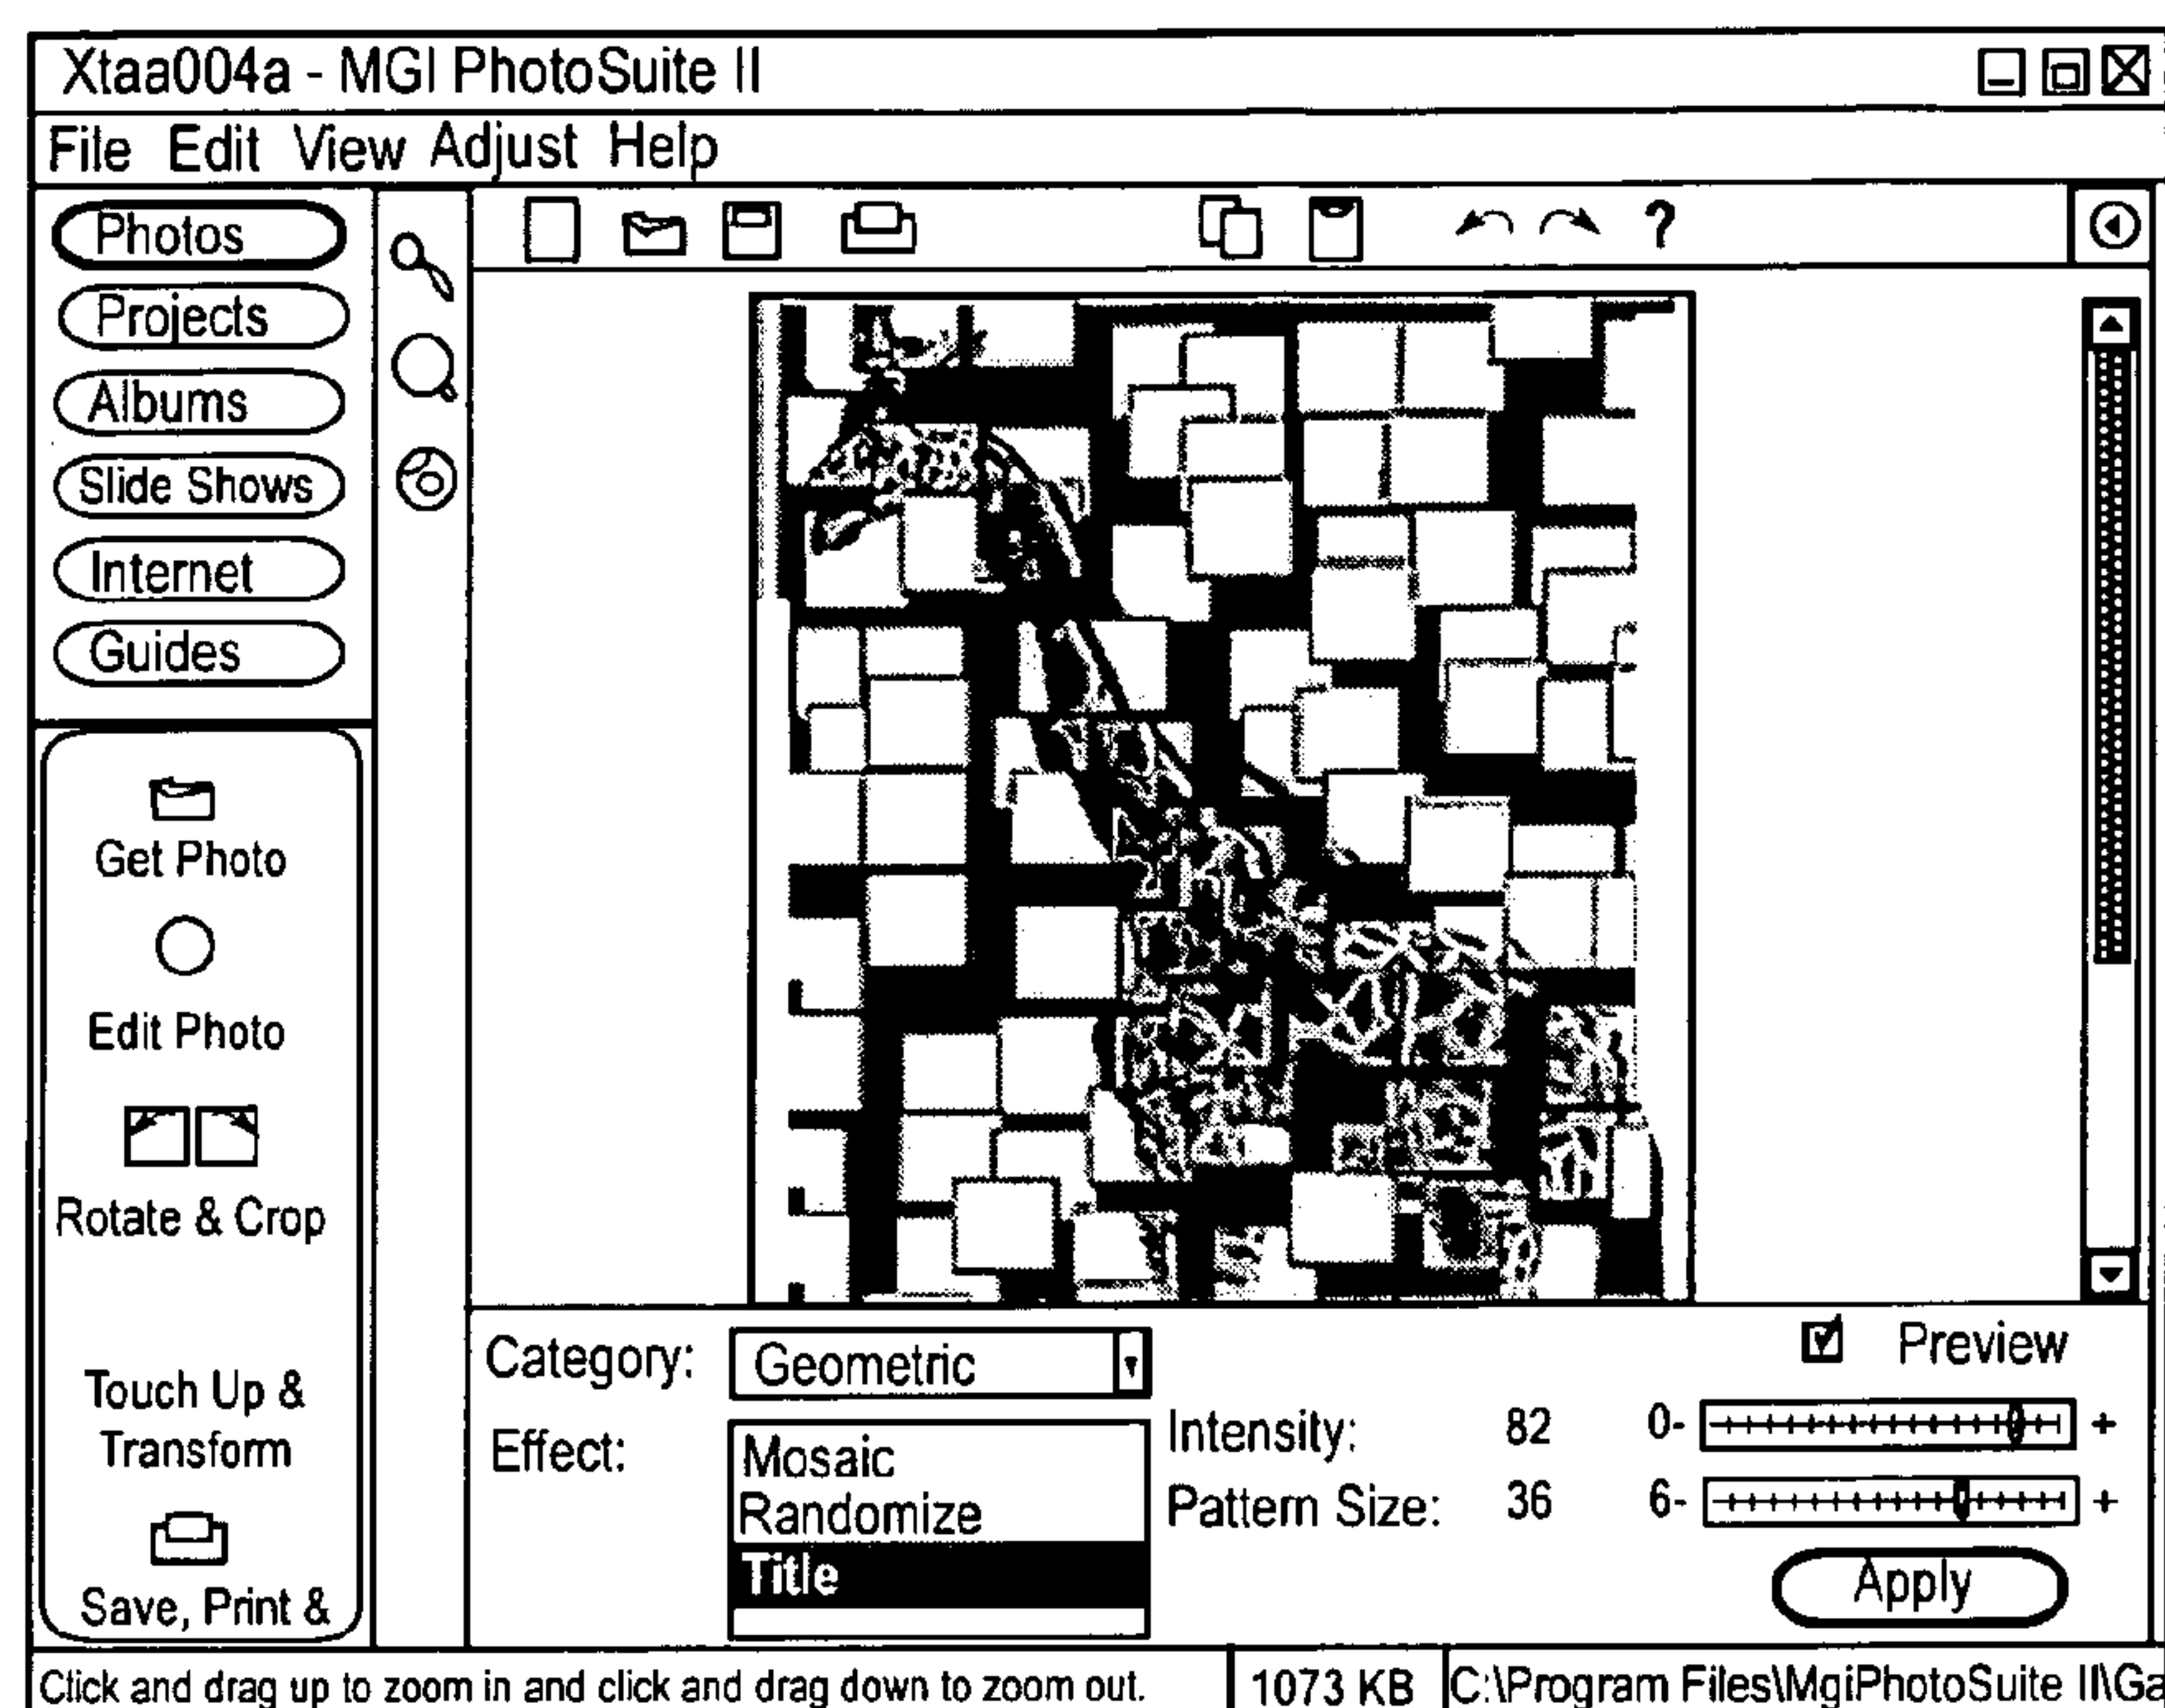 Xtaa004a - MGI PhotoSuite II
File Edit View Adjust Help
?
Photos
Projects
Albums
Slide Shows
Internet
Guides
Get Photo
Edit Photo
Rotate & Crop
Touch Up &
Transform
Save, Print &
Category: Geometric
Preview
Effect:
Mosaic
Randomize
Title
Intensity: 82 0- +
Pattern Size: 36 6- +
Apply
Click and drag up to zoom in and click and drag down to zoom out. 1073 KB C:\Program Files\MgiPhotoSuite II\Ga